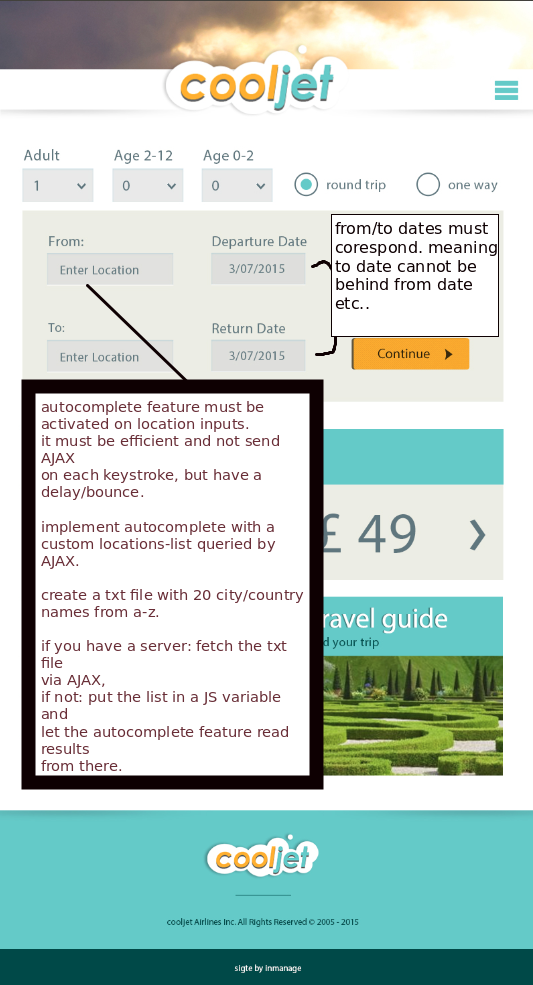 cooljet
Adult
Age 2-12
Age 0-2
1
0
0
round trip
one way
From:
Departure Date
Enter Location
3/07/2015
from/to dates must
corespond. meaning
to date cannot be
behind from date
etc..
To:
Return Date
Enter Location
3/07/2015
Continue
autocomplete feature must be
activated on location inputs.
it must be efficient and not send
AJAX
on each keystroke, but have a
delay/bounce.
implement autocomplete with a
custom locations-list queried by
AJAX.
create a txt file with 20 city/country
names from a-z.
if you have a server: fetch the txt
file
via AJAX,
if not: put the list in a JS variable
and
let the autocomplete feature read
results
from there.
£ 49
ravel guide
d your trip
cooljet
cooljet Airlines Inc. All Rights Reserved © 2005 - 2015
sigte by inmanage